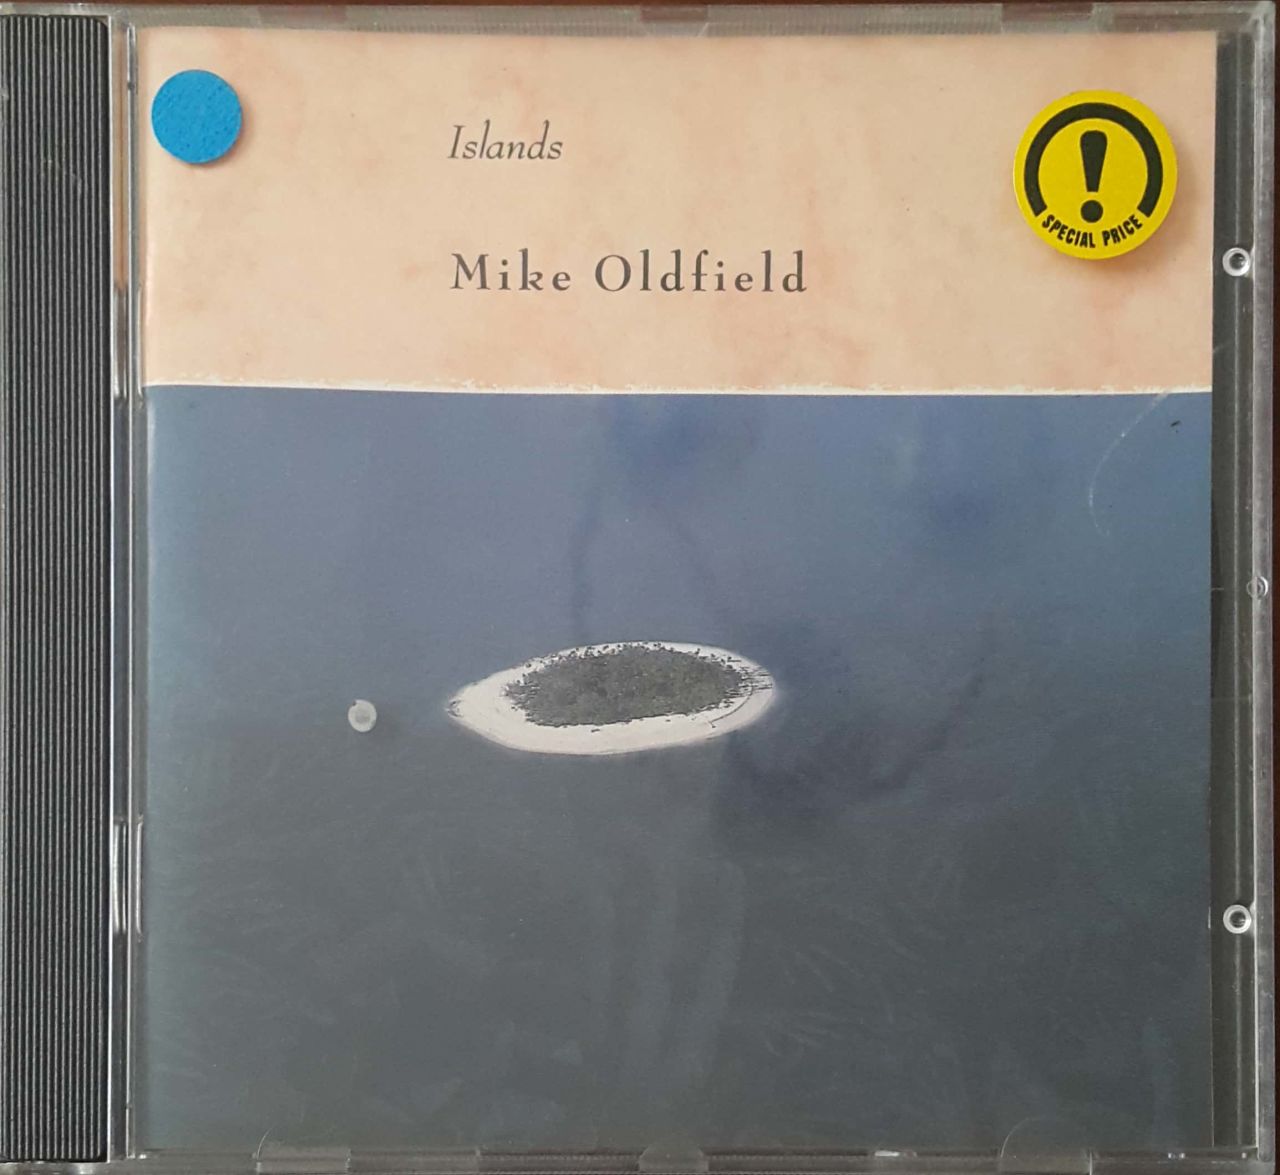 Islands
Mike Oldfield
!
SPECIAL PRICE